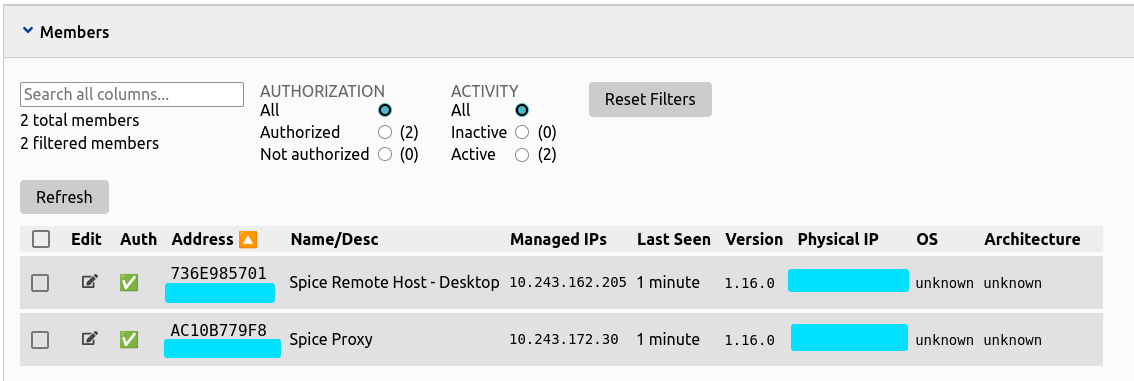 Members
Search all columns...
2 total members
2 filtered members
AUTHORIZATION
All
Authorized (2)
Not authorized (0)
ACTIVITY
All
Inactive (0)
Active (2)
Reset Filters
Refresh
Edit Auth Address Name/Desc Managed IPs Last Seen Version Physical IP OS Architecture
736E985701 Spice Remote Host - Desktop 10.243.162.205 1 minute 1.16.0 unknown unknown
AC10B779F8 Spice Proxy 10.243.172.30 1 minute 1.16.0 unknown unknown